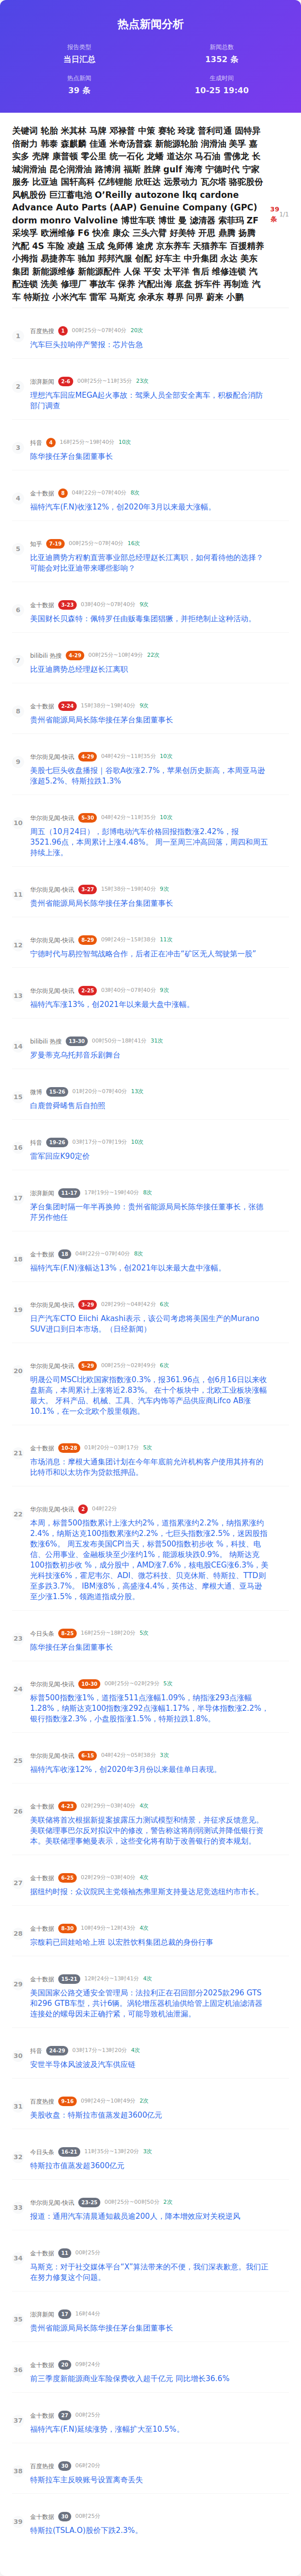 热点新闻分析
报告类型
当日汇总
新闻总数
1352 条
热点新闻
39 条
生成时间
10-25 19:40
关键词 轮胎 米其林 马牌 邓禄普 中策 赛轮 玲珑 普利司通 固特异
倍耐力 韩泰 森麒麟 佳通 米奇汤普森 新能源轮胎 润滑油 美孚 嘉
实多 壳牌 康普顿 零公里 统一石化 龙蟠 道达尔 马石油 雪佛龙 长
城润滑油 昆仑润滑油 路博润 福斯 胜牌 gulf 海湾 宁德时代 宁家
服务 比亚迪 国轩高科 亿纬锂能 欣旺达 远景动力 瓦尔塔 骆驼股份
风帆股份 巨江蓄电池 O’Reilly autozone lkq cardone
Advance Auto Parts (AAP) Genuine Company (GPC)
dorm monro Valvoline 博世车联 博世 曼 滤清器 索菲玛 ZF
采埃孚 欧洲维修 F6 快准 康众 三头六臂 好美特 开思 鼎腾 扬腾
汽配 4S 车险 凌越 玉成 兔师傅 途虎 京东养车 天猫养车 百援精养
小拇指 易捷养车 驰加 邦邦汽服 创配 好车主 中升集团 永达 美东
集团 新能源维修 新能源配件 人保 平安 太平洋 售后 维修连锁 汽
配连锁 洗美 修理厂 事故车 保养 汽配出海 底盘 拆车件 再制造 汽
车 特斯拉 小米汽车 雷军 马斯克 余承东 尊界 问界 蔚来 小鹏
39
条
1/1
1
百度热搜 1 00时25分~07时40分 20次
汽车巨头拉响停产警报：芯片告急
2
澎湃新闻 2-6 00时25分~11时35分 23次
理想汽车回应MEGA起火事故：驾乘人员全部安全离车，积极配合消防
部门调查
3
抖音 4 16时25分~19时40分 10次
陈华接任茅台集团董事长
4
金十数据 8 04时22分~07时40分 8次
福特汽车(F.N)收涨12%，创2020年3月以来最大涨幅。
5
知乎 7-19 00时25分~07时40分 16次
比亚迪腾势方程豹直营事业部总经理赵长江离职，如何看待他的选择？
可能会对比亚迪带来哪些影响？
6
金十数据 3-23 03时40分~07时40分 9次
美国财长贝森特：佩特罗任由贩毒集团猖獗，并拒绝制止这种活动。
7
bilibili 热搜 4-29 00时25分~10时49分 22次
比亚迪腾势总经理赵长江离职
8
金十数据 2-24 15时38分~19时40分 9次
贵州省能源局局长陈华接任茅台集团董事长
9
华尔街见闻-快讯 4-29 04时42分~11时35分 10次
美股七巨头收盘播报｜谷歌A收涨2.7%，苹果创历史新高，本周亚马逊
涨超5.2%、特斯拉跌1.3%
10
华尔街见闻-快讯 5-30 04时42分~11时35分 10次
周五（10月24日），彭博电动汽车价格回报指数涨2.42%，报
3521.96点，本周累计上涨4.48%。 周一至周三冲高回落，周四和周五
持续上涨。
11
华尔街见闻-快讯 3-27 15时38分~19时40分 9次
贵州省能源局局长陈华接任茅台集团董事长
12
华尔街见闻-快讯 8-29 09时24分~15时38分 11次
宁德时代与易控智驾战略合作，后者正在冲击“矿区无人驾驶第一股”
13
华尔街见闻-快讯 2-25 03时40分~07时40分 9次
福特汽车涨13%，创2021年以来最大盘中涨幅。
14
bilibili 热搜 13-30 00时50分~18时41分 31次
罗曼蒂克乌托邦音乐剧舞台
15
微博 15-26 01时20分~07时40分 13次
白鹿曾舜晞售后自拍照
16
抖音 19-26 03时17分~07时19分 10次
雷军回应K90定价
17
澎湃新闻 11-17 17时19分~19时40分 8次
茅台集团时隔一年半再换帅：贵州省能源局局长陈华接任董事长，张德
芹另作他任
18
金十数据 18 04时22分~07时40分 8次
福特汽车(F.N)涨幅达13%，创2021年以来最大盘中涨幅。
19
华尔街见闻-快讯 3-29 02时29分~04时42分 6次
日产汽车CTO Eiichi Akashi表示，该公司考虑将美国生产的Murano
SUV进口到日本市场。（日经新闻）
20
华尔街见闻-快讯 5-29 00时25分~02时49分 6次
明晟公司MSCI北欧国家指数涨0.3%，报361.96点，创6月16日以来收
盘新高，本周累计上涨将近2.83%。 在十个板块中，北欧工业板块涨幅
最大。 牙科产品、机械、工具、汽车内饰等产品供应商Lifco AB涨
10.1%，在一众北欧个股里领跑。
21
金十数据 10-28 01时20分~03时17分 5次
市场消息：摩根大通集团计划在今年年底前允许机构客户使用其持有的
比特币和以太坊作为贷款抵押品。
22
华尔街见闻-快讯 2 04时22分
本周，标普500指数累计上涨大约2%，道指累涨约2.2%，纳指累涨约
2.4%，纳斯达克100指数累涨约2.2%，七巨头指数涨2.5%，迷因股指
数涨6%。 周五发布美国CPI当天，标普500指数初步收 %，科技、电
信、公用事业、金融板块至少涨约1%，能源板块跌0.9%。 纳斯达克
100指数初步收 %，成分股中，AMD涨7.6%，核电股CEG涨6.3%，美
光科技涨6%，霍尼韦尔、ADI、微芯科技、贝克休斯、特斯拉、TTD则
至多跌3.7%。 IBM涨8%，高盛涨4.4%，英伟达、摩根大通、亚马逊
至少涨1.5%，领跑道指成分股。
23
今日头条 8-25 16时25分~18时20分 5次
陈华接任茅台集团董事长
24
华尔街见闻-快讯 10-30 00时25分~02时29分 5次
标普500指数涨1%，道指涨511点涨幅1.09%，纳指涨293点涨幅
1.28%，纳斯达克100指数涨292点涨幅1.17%，半导体指数涨2.2%，
银行指数涨2.3%，小盘股指涨1.5%，特斯拉跌1.8%。
25
华尔街见闻-快讯 6-15 04时42分~05时38分 3次
福特汽车收涨12%，创2020年3月份以来最佳单日表现。
26
金十数据 4-23 02时29分~03时40分 4次
美联储将首次根据新提案披露压力测试模型和情景，并征求反馈意见。
美联储理事巴尔反对拟议中的修改，警告称这将削弱测试并降低银行资
本。美联储理事鲍曼表示，这些变化将有助于改善银行的资本规划。
27
金十数据 6-25 02时29分~03时40分 4次
据纽约时报：众议院民主党领袖杰弗里斯支持曼达尼竞选纽约市市长。
28
金十数据 8-30 10时49分~12时43分 4次
宗馥莉已回娃哈哈上班 以宏胜饮料集团总裁的身份行事
29
金十数据 15-21 12时24分~13时41分 4次
美国国家公路交通安全管理局：法拉利正在召回部分2025款296 GTS
和296 GTB车型，共计6辆。涡轮增压器机油供给管上固定机油滤清器
连接处的螺母因未正确拧紧，可能导致机油泄漏。
30
抖音 24-29 03时17分~13时20分 4次
安世半导体风波波及汽车供应链
31
百度热搜 9-16 09时24分~10时49分 2次
美股收盘：特斯拉市值蒸发超3600亿元
32
今日头条 16-21 11时35分~13时20分 3次
特斯拉市值蒸发超3600亿元
33
华尔街见闻-快讯 23-25 00时25分~00时50分 2次
报道：通用汽车清晨通知裁员逾200人，降本增效应对关税逆风
34
金十数据 11 00时25分
马斯克：对于社交媒体平台“X”算法带来的不便，我们深表歉意。我们正
在努力修复这个问题。
35
澎湃新闻 17 16时44分
贵州省能源局局长陈华接任茅台集团董事长
36
金十数据 20 09时24分
前三季度新能源商业车险保费收入超千亿元 同比增长36.6%
37
金十数据 27 00时25分
福特汽车(F.N)延续涨势，涨幅扩大至10.5%。
38
百度热搜 30 06时20分
特斯拉车主反映账号设置离奇丢失
39
金十数据 30 00时25分
特斯拉(TSLA.O)股价下跌2.3%。